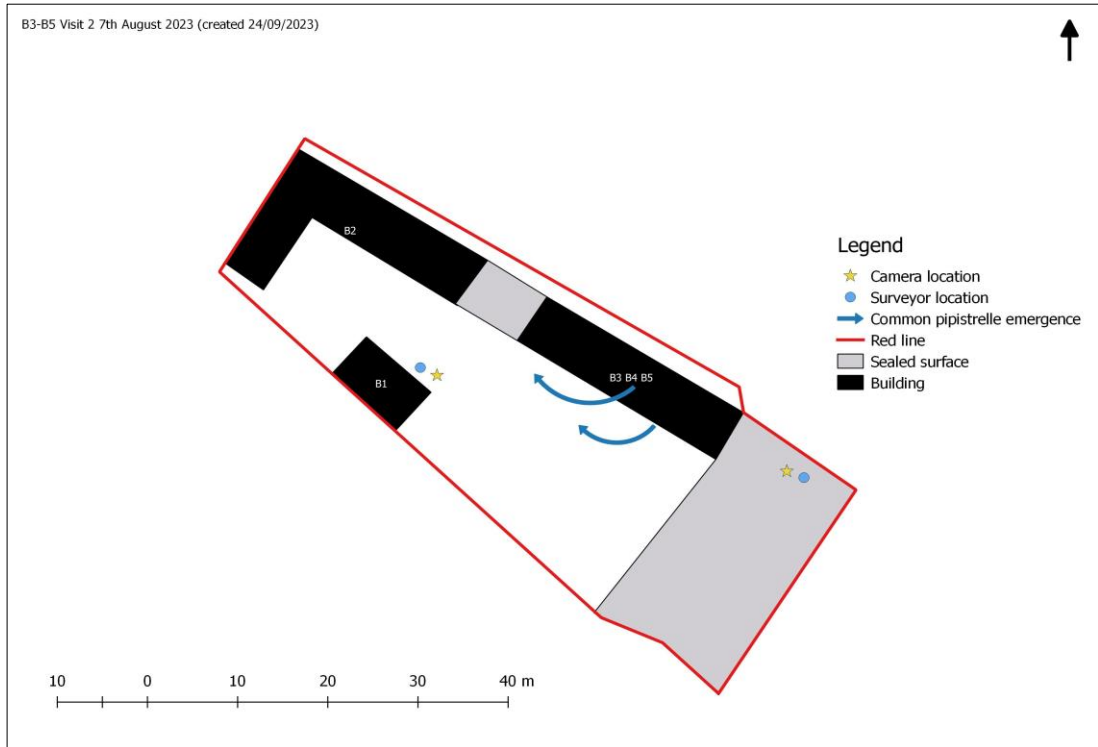 B3-B5 Visit 2 7th August 2023 (created 24/09/2023)
B2
B3 B4 B5
B1
Legend
Camera location
Surveyor location
Common pipistrelle emergence
Red line
Sealed surface
Building
10 0 10 20 30 40 m